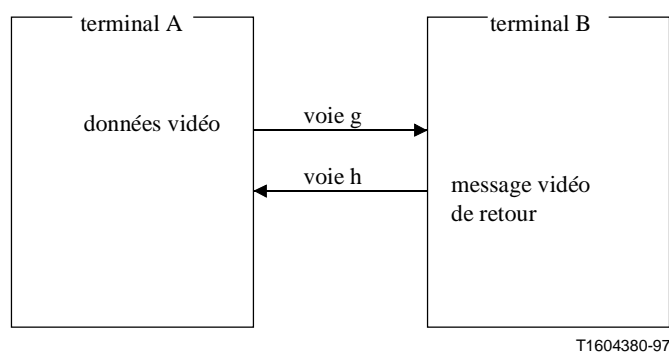 terminal A
terminal B
données vidéo
voie g
voie h
message vidéo
de retour
T1604380-97